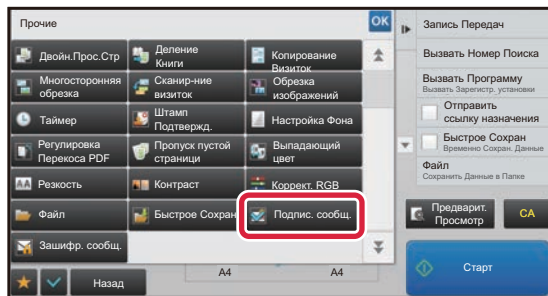 Прочие
OK
Двойн.Прос.Стр
Деление
Книги
Копирование
Визиток
Многосторонняя
обрезка
Сканир-ние
визиток
Обрезка
изображений
Таймер
Штамп
Подтвержд.
Настройка Фона
Регулировка
Перекоса PDF
Пропуск пустой
страници
Выпадающий
цвет
AA Резкость
Контраст
Коррект. RGB
Файл
Быстрое Сохран
Подпис. сообщ.
Зашифр. сообщ.
Назад
A4
A4
Запись Передач
Вызвать Номер Поиска
Вызвать Программу
Вызвать Зарегистр. установки
Отправить
ссылку назначения
Быстрое Сохран
Временно Сохран. Данные
Файл
Сохранить Данные в Папке
Предварит.
Просмотр
CA
Старт